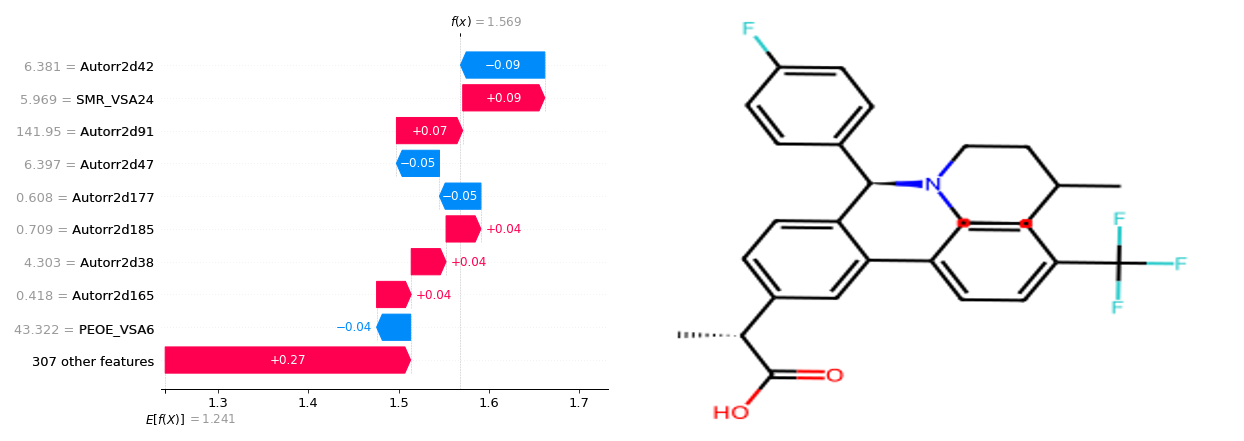 f(x) = 1.569
6.381 = Autorr2d42
−0.09
5.969 = SMR_VSA24
+0.09
141.95 = Autorr2d91
+0.07
6.397 = Autorr2d47
−0.05
0.608 = Autorr2d177
−0.05
0.709 = Autorr2d185
+0.04
4.303 = Autorr2d38
+0.04
0.418 = Autorr2d165
+0.04
43.322 = PEOE_VSA6
−0.04
307 other features
+0.27
1.3 1.4 1.5 1.6 1.7
E[f(X)] = 1.241
F
N
F
F
F
O
HO